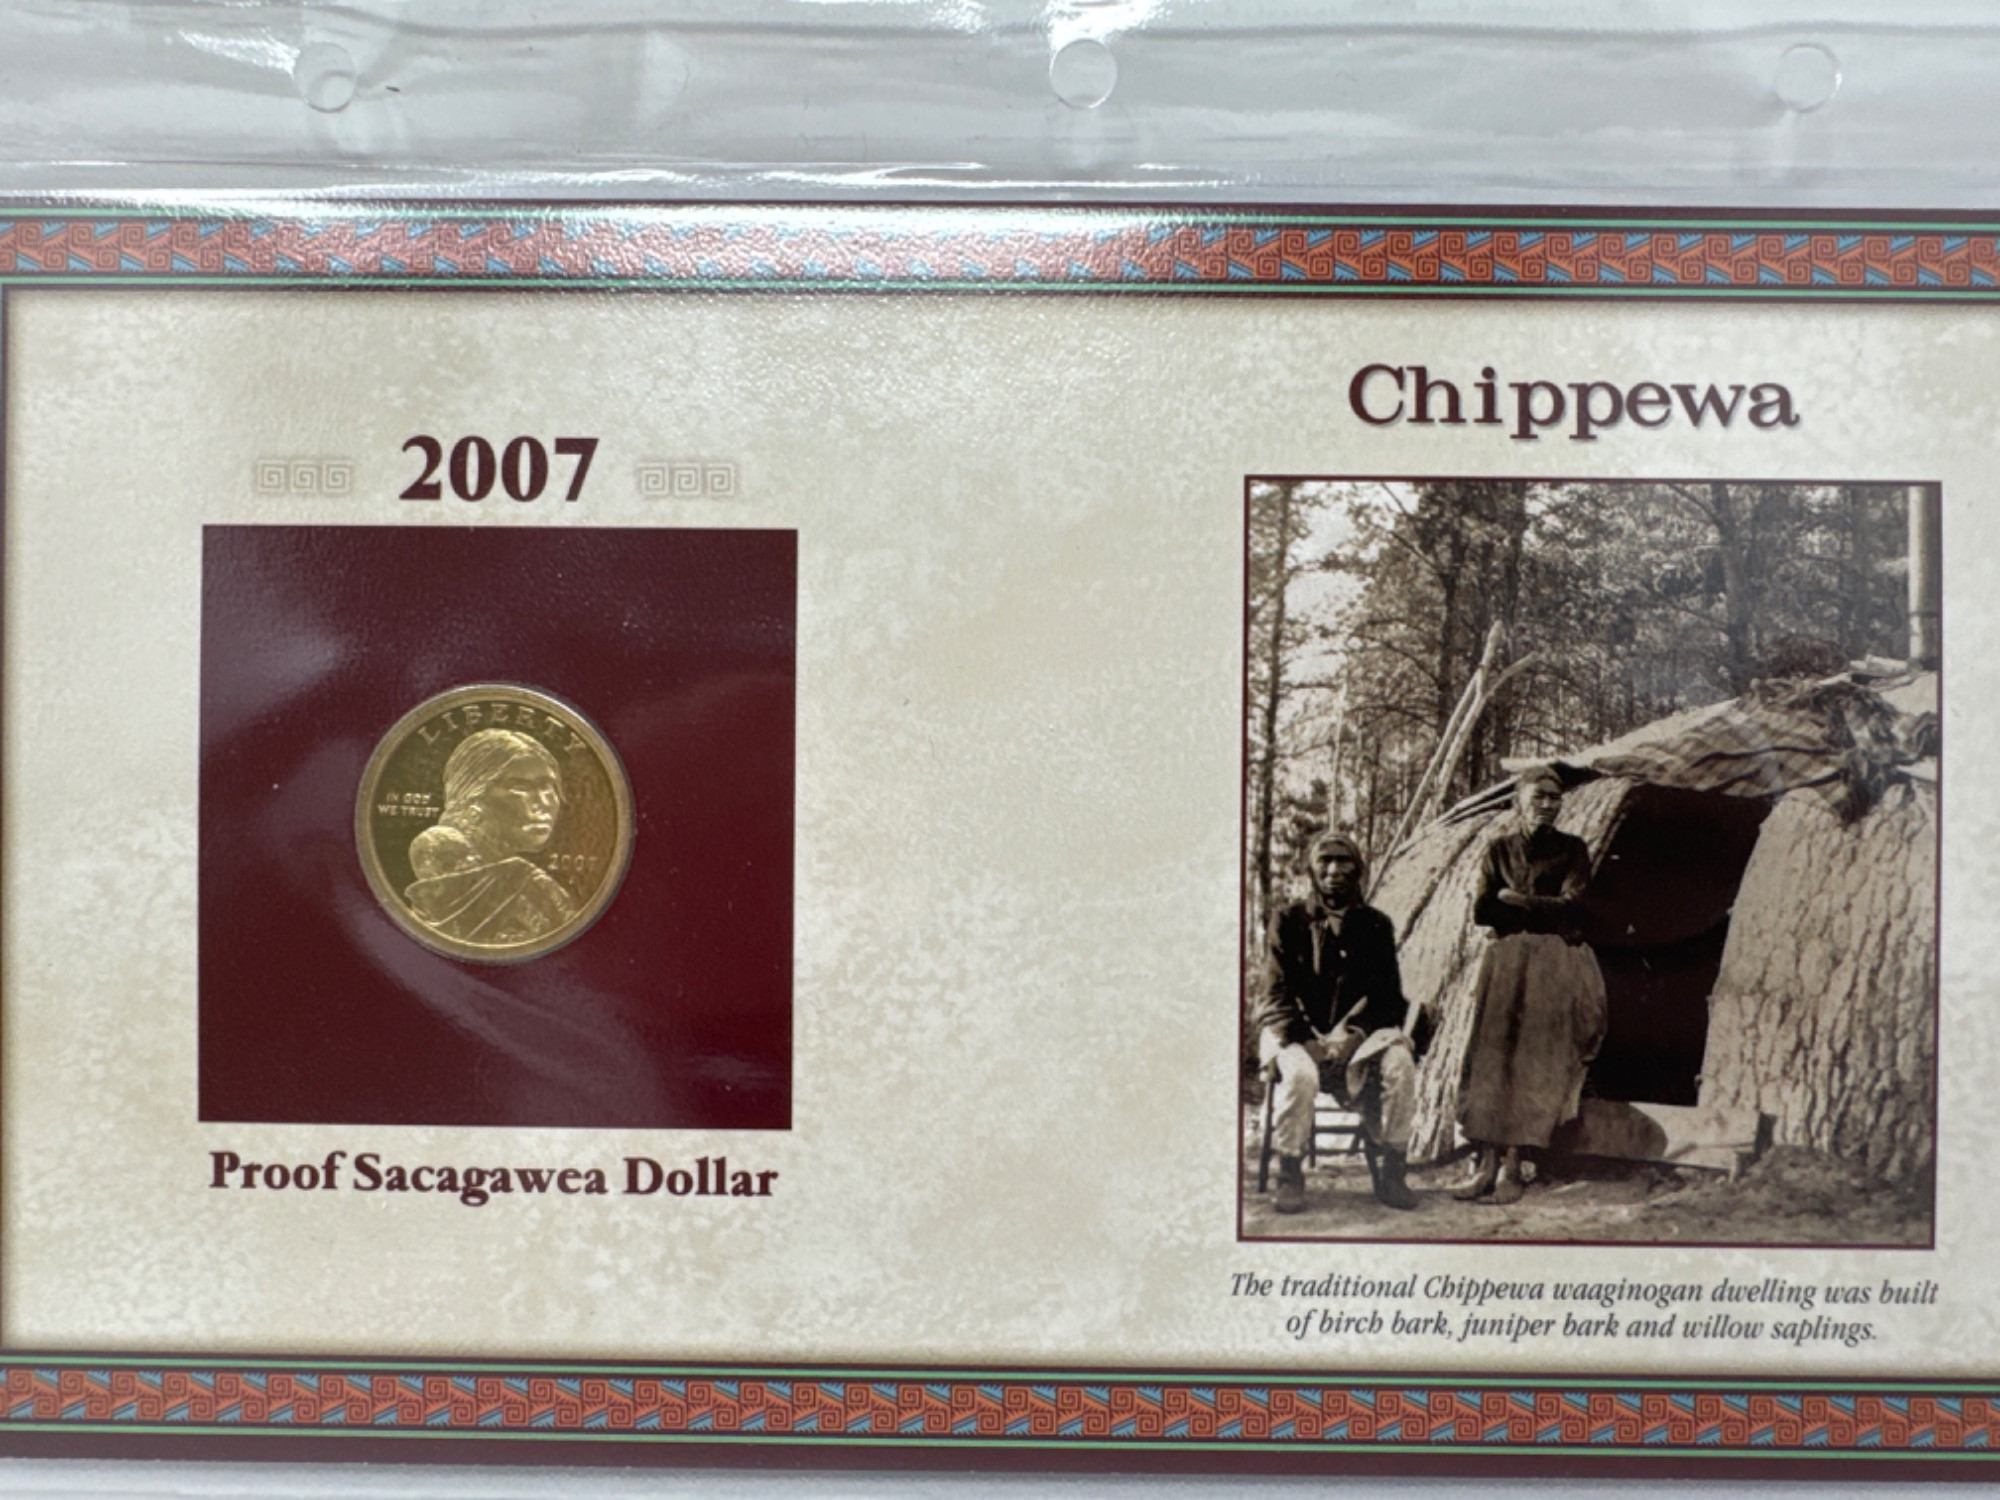 2007
LIBERTY
IN GOD
WE TRUST
2007
Proof Sacagawea Dollar
Chippewa
The traditional Chippewa waaginogan dwelling was built
of birch bark, juniper bark and willow saplings.